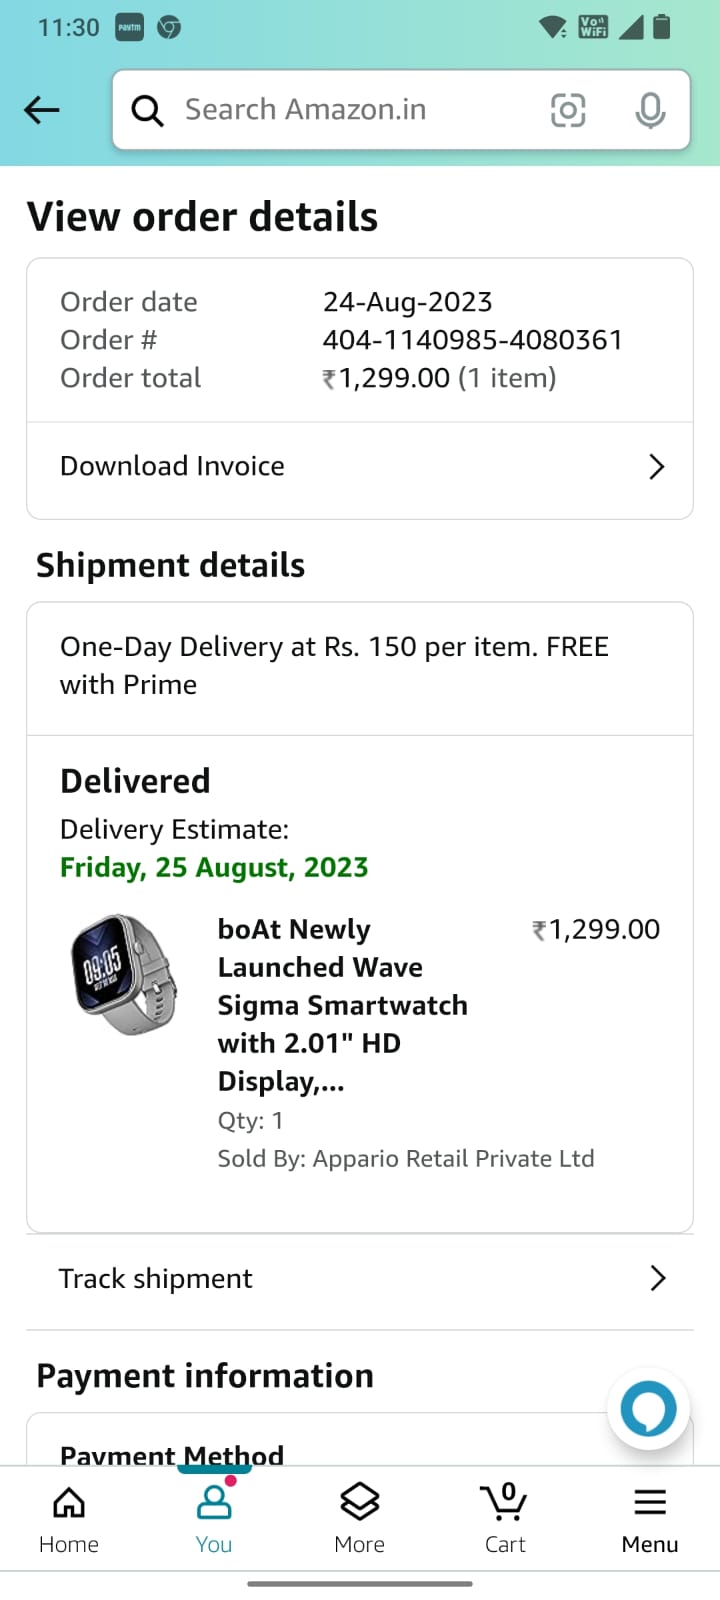 11:30
paytm
Vo))
WiFi
Search Amazon.in
View order details
Order date 24-Aug-2023
Order # 404-1140985-4080361
Order total ₹1,299.00 (1 item)
Download Invoice
Shipment details
One-Day Delivery at Rs. 150 per item. FREE
with Prime
Delivered
Delivery Estimate:
Friday, 25 August, 2023
09:05
boAt Newly ₹1,299.00
Launched Wave
Sigma Smartwatch
with 2.01" HD
Display,...
Qty: 1
Sold By: Appario Retail Private Ltd
Track shipment
Payment information
Payment Method
0
Home You More Cart Menu